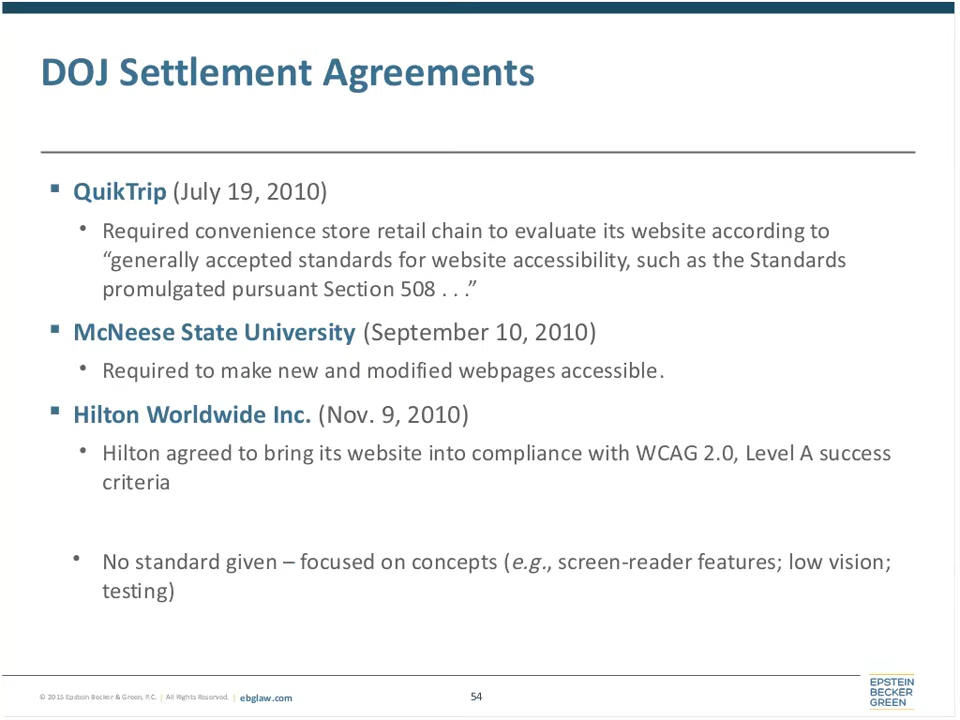 DOJ Settlement Agreements
▪ QuikTrip (July 19, 2010)
• Required convenience store retail chain to evaluate its website according to
“generally accepted standards for website accessibility, such as the Standards
promulgated pursuant Section 508 . . .”
▪ McNeese State University (September 10, 2010)
• Required to make new and modified webpages accessible.
▪ Hilton Worldwide Inc. (Nov. 9, 2010)
• Hilton agreed to bring its website into compliance with WCAG 2.0, Level A success
criteria
• No standard given – focused on concepts (e.g., screen-reader features; low vision;
testing)
© 2015 Epstein Becker & Green, P.C. | All Rights Reserved. | ebglaw.com
54
EPSTEIN
BECKER
GREEN